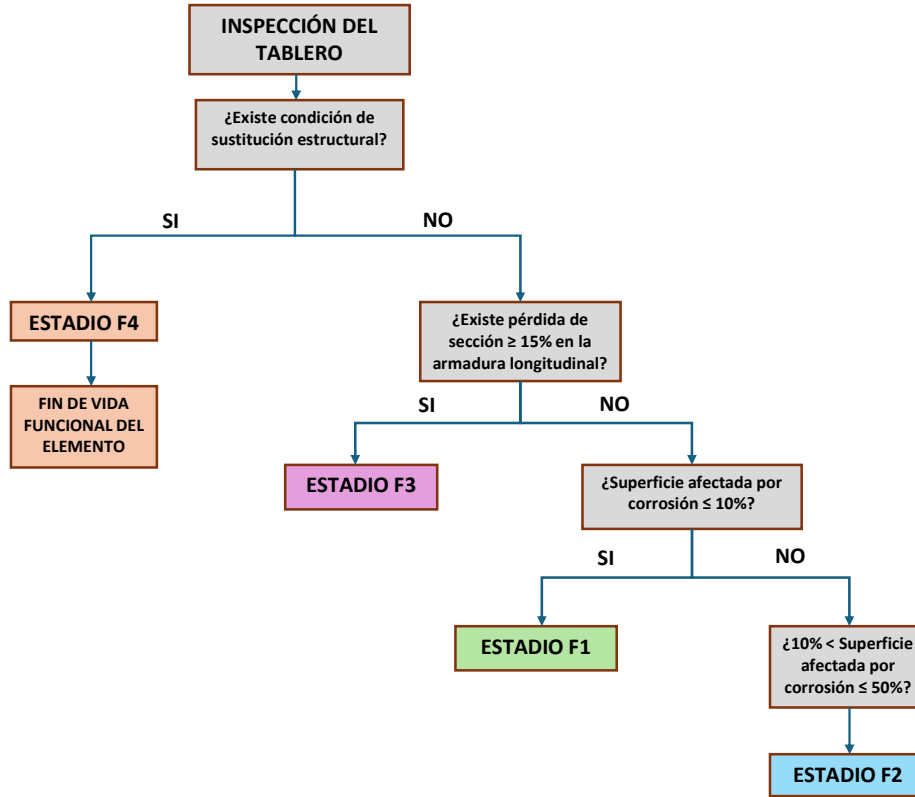 INSPECCIÓN DEL
TABLERO
¿Existe condición de
sustitución estructural?
SI
NO
ESTADIO F4
FIN DE VIDA
FUNCIONAL DEL
ELEMENTO
¿Existe pérdida de
sección ≥ 15% en la
armadura longitudinal?
SI
NO
ESTADIO F3
¿Superficie afectada por
corrosión ≤ 10%?
SI
NO
ESTADIO F1
¿10% < Superficie
afectada por
corrosión ≤ 50%?
ESTADIO F2